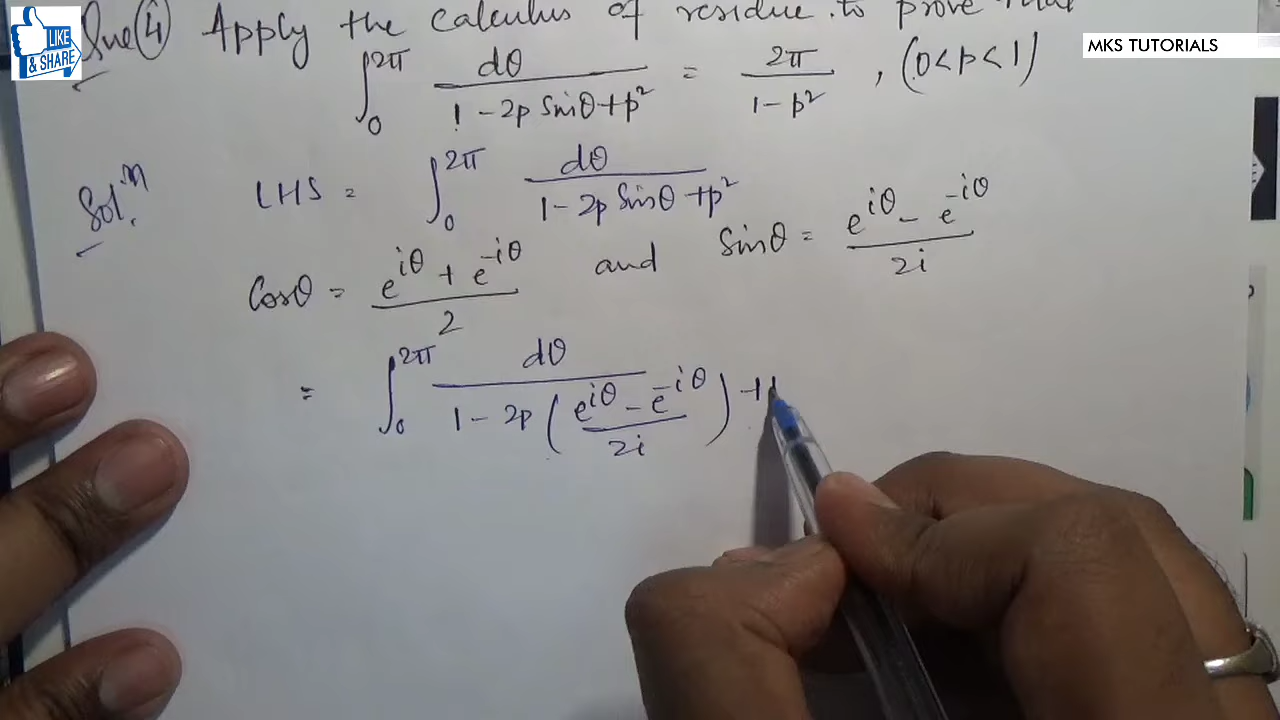 LIKE & SHARE
MKS TUTORIALS
Que(4) Apply the calculus of residue to prove that
∫₀^2π dθ / (1 - 2p Sinθ + p²) = 2π / (1 - p²) , (0 < p < 1)
Sol.ⁿ LHS = ∫₀^2π dθ / (1 - 2p Sinθ + p²)
Cosθ = (e^iθ + e^-iθ) / 2 and Sinθ = (e^iθ - e^-iθ) / 2i
= ∫₀^2π dθ / (1 - 2p ((e^iθ - e^-iθ) / 2i) +